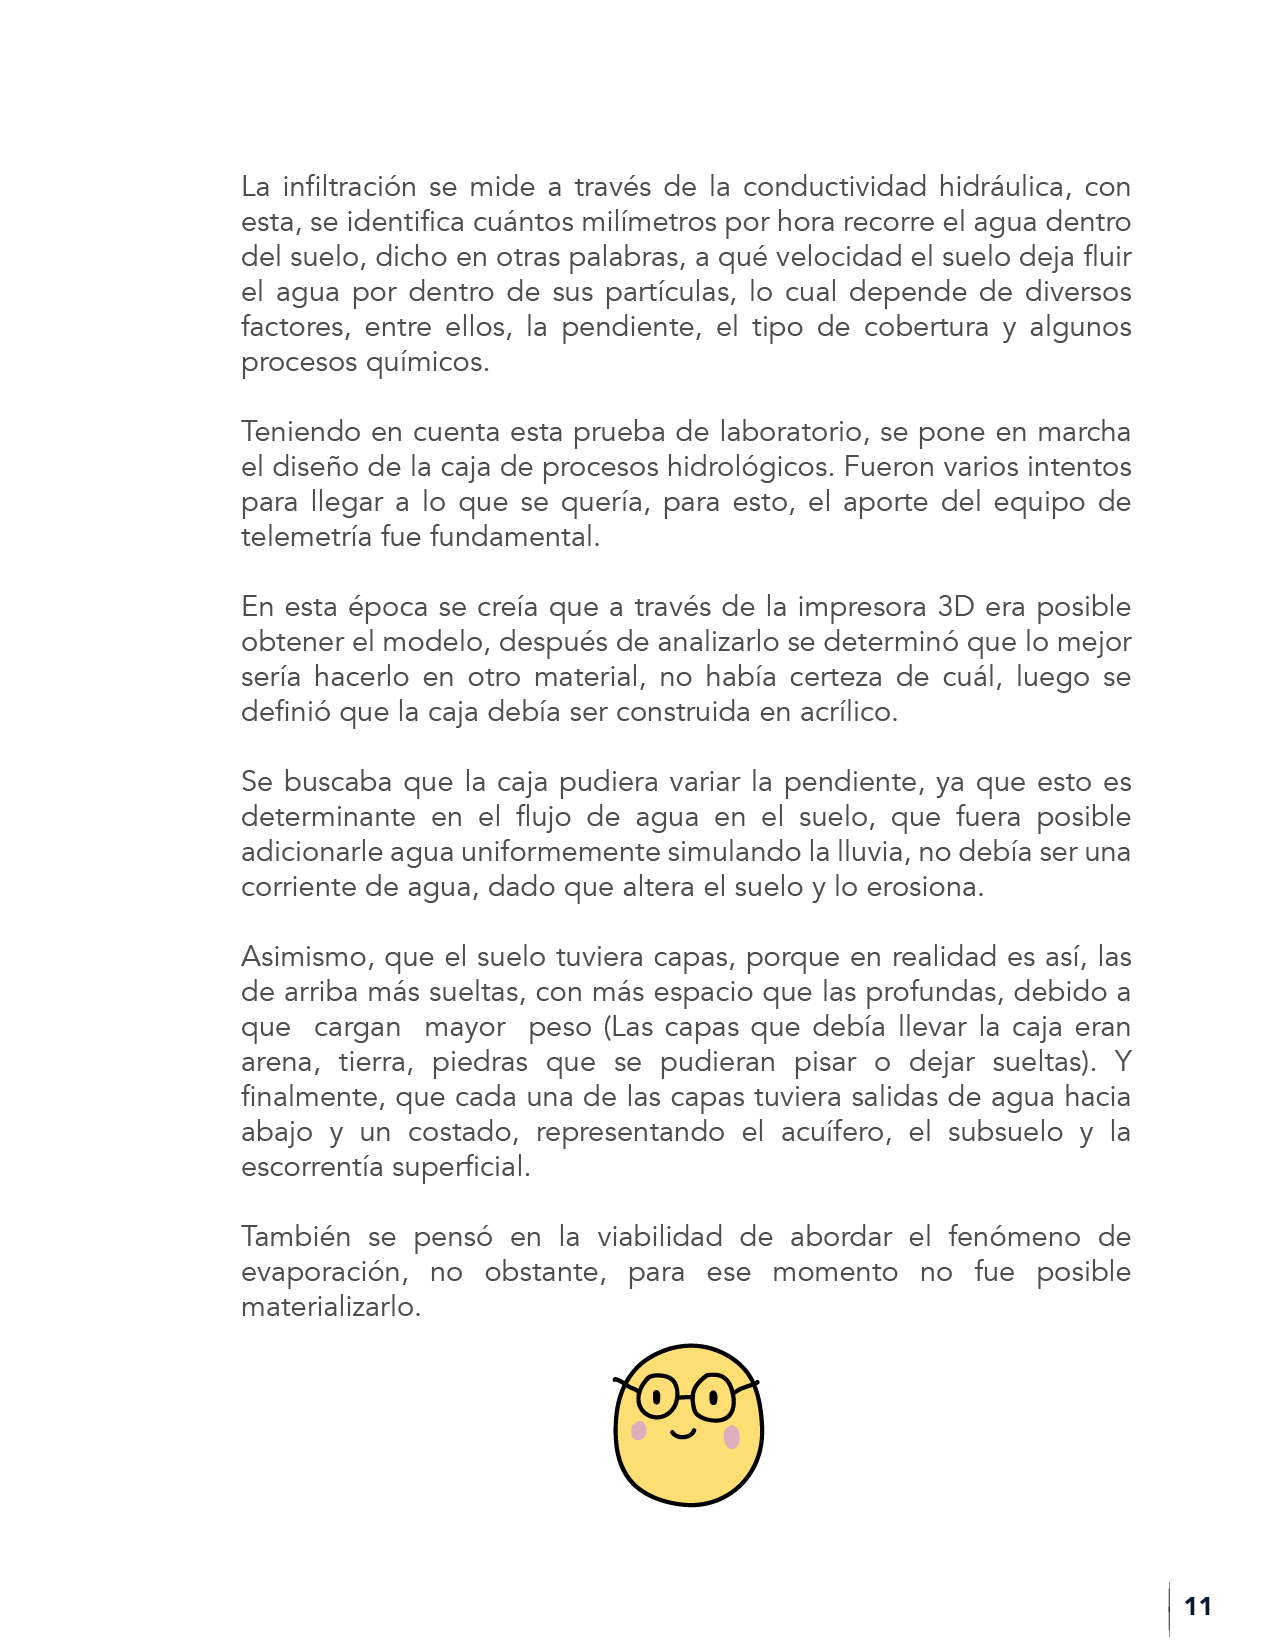 La infiltración se mide a través de la conductividad hidráulica, con
esta, se identifica cuántos milímetros por hora recorre el agua dentro
del suelo, dicho en otras palabras, a qué velocidad el suelo deja fluir
el agua por dentro de sus partículas, lo cual depende de diversos
factores, entre ellos, la pendiente, el tipo de cobertura y algunos
procesos químicos.
Teniendo en cuenta esta prueba de laboratorio, se pone en marcha
el diseño de la caja de procesos hidrológicos. Fueron varios intentos
para llegar a lo que se quería, para esto, el aporte del equipo de
telemetría fue fundamental.
En esta época se creía que a través de la impresora 3D era posible
obtener el modelo, después de analizarlo se determinó que lo mejor
sería hacerlo en otro material, no había certeza de cuál, luego se
definió que la caja debía ser construida en acrílico.
Se buscaba que la caja pudiera variar la pendiente, ya que esto es
determinante en el flujo de agua en el suelo, que fuera posible
adicionarle agua uniformemente simulando la lluvia, no debía ser una
corriente de agua, dado que altera el suelo y lo erosiona.
Asimismo, que el suelo tuviera capas, porque en realidad es así, las
de arriba más sueltas, con más espacio que las profundas, debido a
que cargan mayor peso (Las capas que debía llevar la caja eran
arena, tierra, piedras que se pudieran pisar o dejar sueltas). Y
finalmente, que cada una de las capas tuviera salidas de agua hacia
abajo y un costado, representando el acuífero, el subsuelo y la
escorrentía superficial.
También se pensó en la viabilidad de abordar el fenómeno de
evaporación, no obstante, para ese momento no fue posible
materializarlo.
11